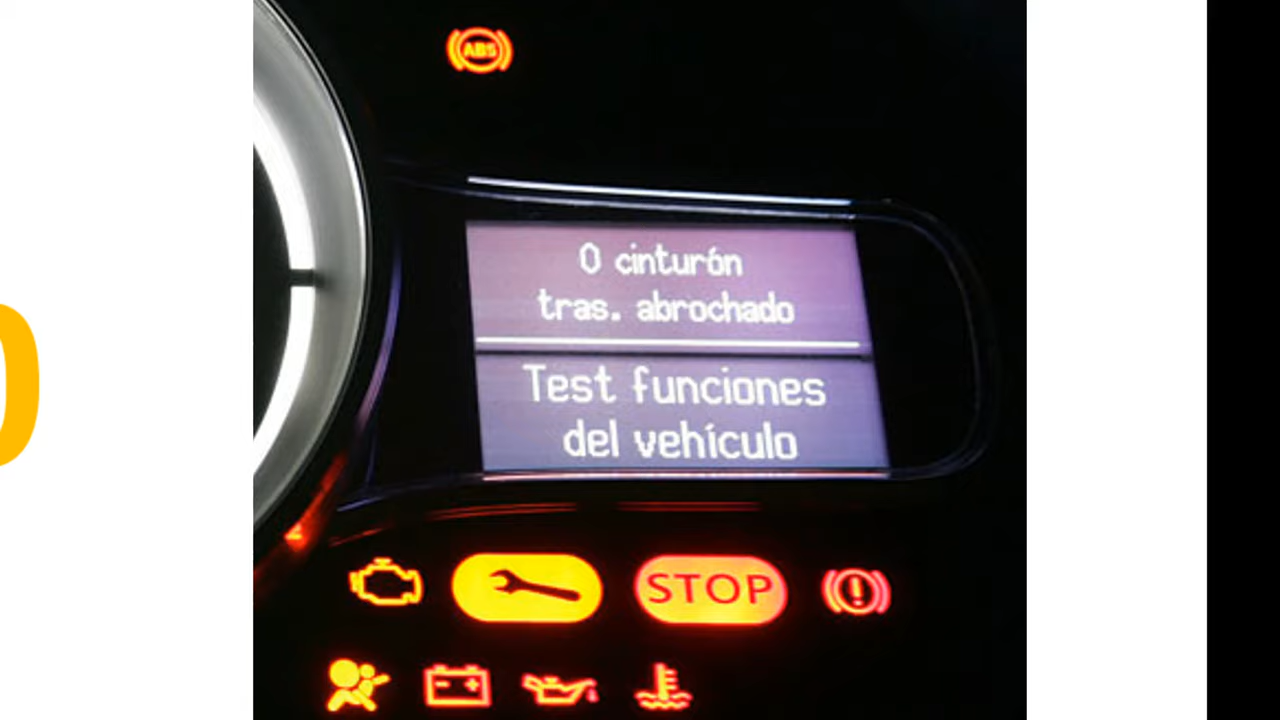 ABS
0 cinturón
tras. abrochado
Test funciones
del vehículo
STOP